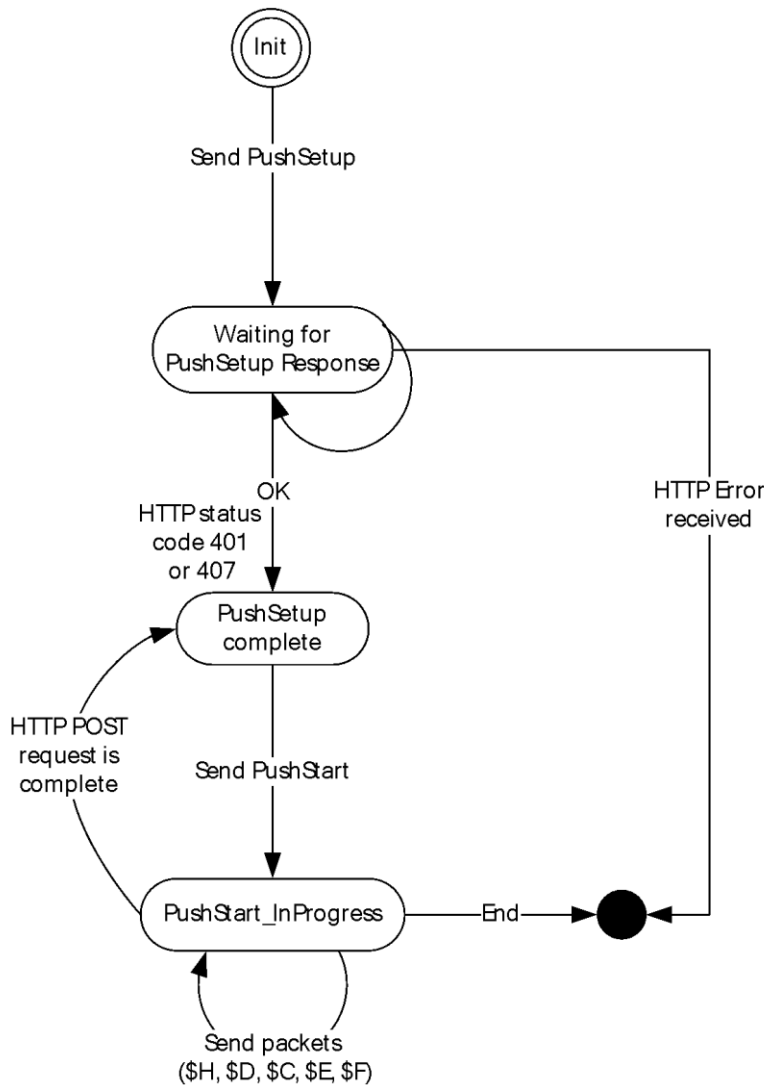 Init
Send PushSetup
Waiting for
PushSetup Response
OK
HTTP status
code 401
or 407
HTTP Error
received
PushSetup
complete
HTTP POST
request is
complete
Send PushStart
PushStart_InProgress
End
Send packets
($H, $D, $C, $E, $F)